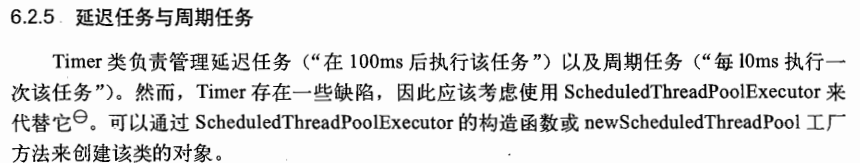 6.2.5 延迟任务与周期任务
Timer 类负责管理延迟任务（“在 100ms 后执行该任务”）以及周期任务（“每 l0ms 执行一
次该任务”）。然而，Timer 存在一些缺陷，因此应该考虑使用 ScheduledThreadPoolExecutor 来
代替它⊖。可以通过 ScheduledThreadPoolExecutor 的构造函数或 newScheduledThreadPool 工厂
方法来创建该类的对象。